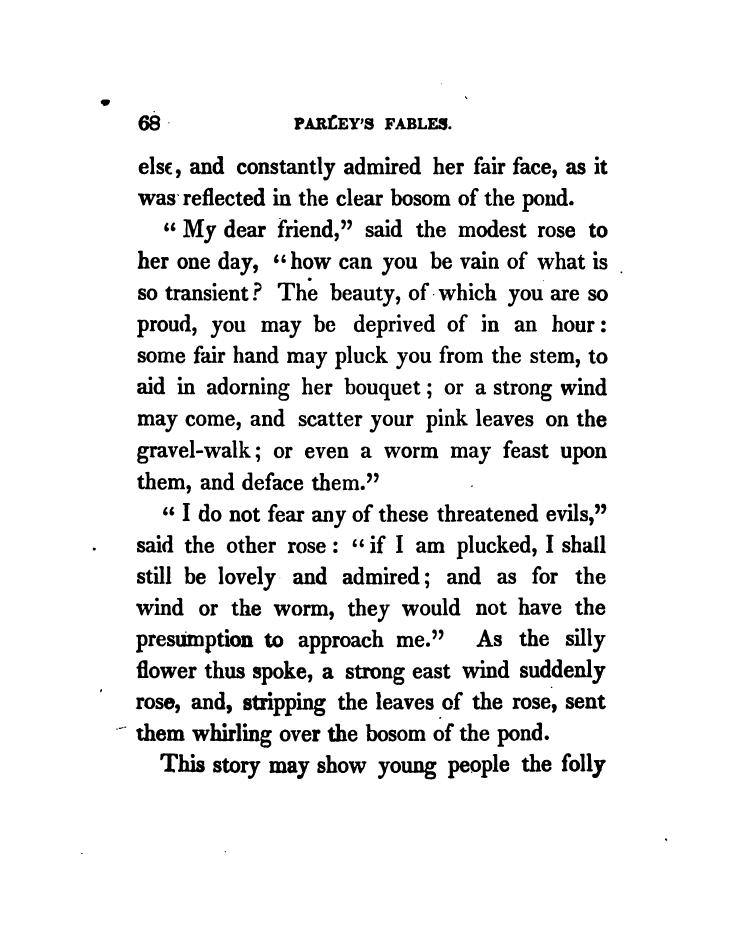 68 PARLEY'S FABLES.
else, and constantly admired her fair face, as it
was reflected in the clear bosom of the pond.
“ My dear friend,” said the modest rose to
her one day, “how can you be vain of what is
so transient? The beauty, of which you are so
proud, you may be deprived of in an hour:
some fair hand may pluck you from the stem, to
aid in adorning her bouquet; or a strong wind
may come, and scatter your pink leaves on the
gravel-walk; or even a worm may feast upon
them, and deface them.”
“ I do not fear any of these threatened evils,”
said the other rose: “if I am plucked, I shall
still be lovely and admired; and as for the
wind or the worm, they would not have the
presumption to approach me.” As the silly
flower thus spoke, a strong east wind suddenly
rose, and, stripping the leaves of the rose, sent
them whirling over the bosom of the pond.
This story may show young people the folly